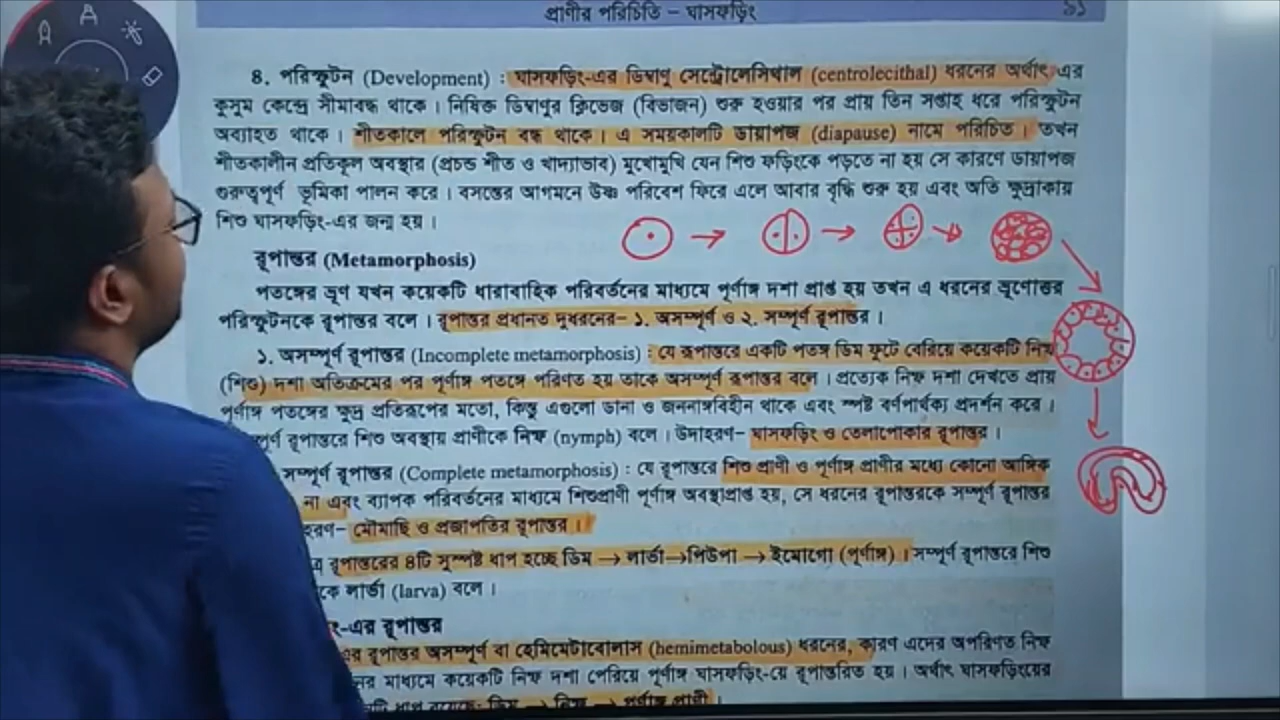 প্রাণীর পরিচিতি – ঘাসফড়িং ৯১
৪. পরিস্ফুটন (Development) : ঘাসফড়িং-এর ডিম্বাণু সেন্ট্রোলেসিথাল (centrolecithal) ধরনের অর্থাৎ এর
কুসুম কেন্দ্রে সীমাবদ্ধ থাকে । নিষিক্ত ডিম্বাণুর ক্লিভেজ (বিভাজন) শুরু হওয়ার পর প্রায় তিন সপ্তাহ ধরে পরিস্ফুটন
অব্যাহত থাকে । শীতকালে পরিস্ফুটন বন্ধ থাকে । এ সময়কালটি ডায়াপজ (diapause) নামে পরিচিত । তখন
শীতকালীন প্রতিকূল অবস্থার (প্রচন্ড শীত ও খাদ্যাভাব) মুখোমুখি যেন শিশু ফড়িংকে পড়তে না হয় সে কারণে ডায়াপজ
গুরুত্বপূর্ণ ভূমিকা পালন করে । বসন্তের আগমনে উষ্ণ পরিবেশ ফিরে এলে আবার বৃদ্ধি শুরু হয় এবং অতি ক্ষুদ্রাকায়
শিশু ঘাসফড়িং-এর জন্ম হয় ।
রূপান্তর (Metamorphosis)
পতঙ্গের ভ্রূণ যখন কয়েকটি ধারাবাহিক পরিবর্তনের মাধ্যমে পূর্ণাঙ্গ দশা প্রাপ্ত হয় তখন এ ধরনের ভ্রূণোত্তর
পরিস্ফুটনকে রূপান্তর বলে । রূপান্তর প্রধানত দুধরনের– ১. অসম্পূর্ণ ও ২. সম্পূর্ণ রূপান্তর ।
১. অসম্পূর্ণ রূপান্তর (Incomplete metamorphosis) : যে রূপান্তরে একটি পতঙ্গ ডিম ফুটে বেরিয়ে কয়েকটি নিম্ফ
(শিশু) দশা অতিক্রমের পর পূর্ণাঙ্গ পতঙ্গে পরিণত হয় তাকে অসম্পূর্ণ রূপান্তর বলে । প্রত্যেক নিম্ফ দশা দেখতে প্রায়
পূর্ণাঙ্গ পতঙ্গের ক্ষুদ্র প্রতিরূপের মতো, কিন্তু এগুলো ডানা ও জননাঙ্গবিহীন থাকে এবং স্পষ্ট বর্ণপার্থক্য প্রদর্শন করে ।
র্ণ রূপান্তরে শিশু অবস্থায় প্রাণীকে নিম্ফ (nymph) বলে । উদাহরণ– ঘাসফড়িং ও তেলাপোকার রূপান্তর ।
সম্পূর্ণ রূপান্তর (Complete metamorphosis) : যে রূপান্তরে শিশু প্রাণী ও পূর্ণাঙ্গ প্রাণীর মধ্যে কোনো আঙ্গিক
না এবং ব্যাপক পরিবর্তনের মাধ্যমে শিশুপ্রাণী পূর্ণাঙ্গ অবস্থাপ্রাপ্ত হয়, সে ধরনের রূপান্তরকে সম্পূর্ণ রূপান্তর
হরণ– মৌমাছি ও প্রজাপতির রূপান্তর ।
রূপান্তরের ৪টি সুস্পষ্ট ধাপ হচ্ছে ডিম → লার্ভা→পিউপা → ইমোগো (পূর্ণাঙ্গ) । সম্পূর্ণ রূপান্তরে শিশু
কে লার্ভা (larva) বলে ।
-এর রূপান্তর
এর রূপান্তর অসম্পূর্ণ বা হেমিমেটাবোলাস (hemimetabolous) ধরনের, কারণ এদের অপরিণত নিম্ফ
নের মাধ্যমে কয়েকটি নিম্ফ দশা পেরিয়ে পূর্ণাঙ্গ ঘাসফড়িং-য়ে রূপান্তরিত হয় । অর্থাৎ ঘাসফড়িংয়ের
ধাপ রয়েছে: ডিম → নিম্ফ → পূর্ণাঙ্গ প্রাণী ।